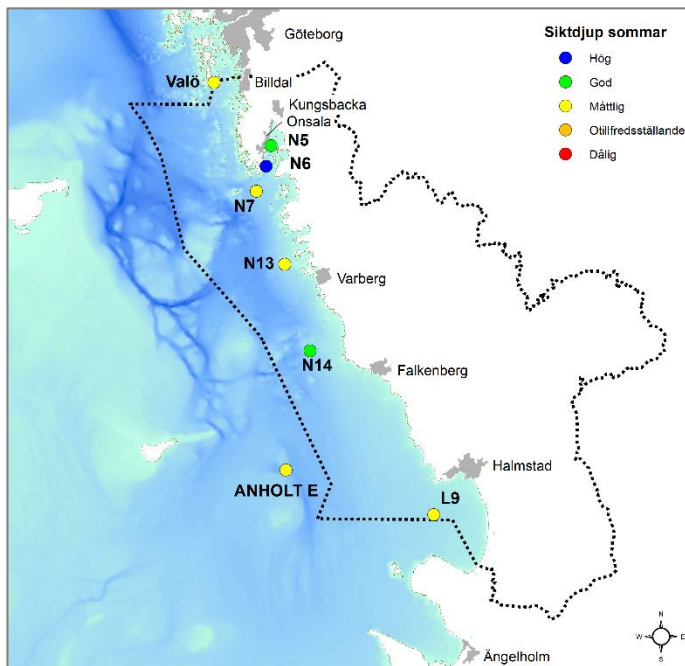 Siktdjup sommar
Hög
God
Måttlig
Otillfredsställande
Dålig
Göteborg
Valö
Billdal
Kungsbacka
Onsala
N5
N6
N7
N13
Varberg
N14
Falkenberg
Halmstad
ANHOLT E
L9
Ängelholm
N
W
E
S